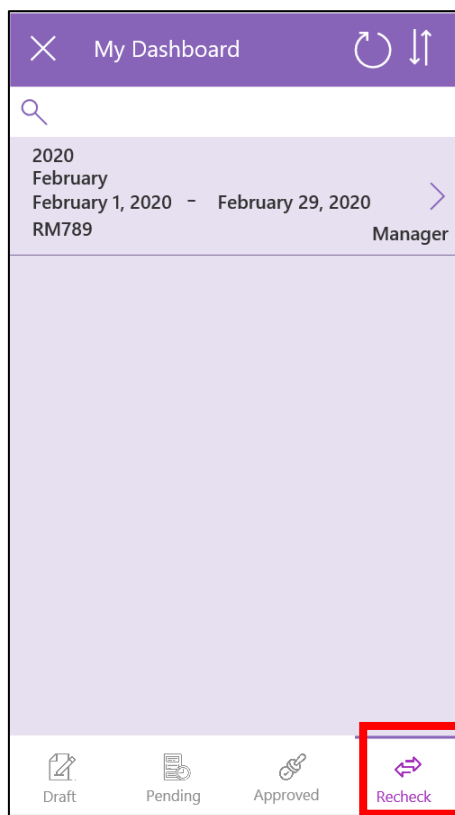 My Dashboard
2020
February
February 1, 2020 - February 29, 2020
RM789
Manager
Draft
Pending
Approved
Recheck